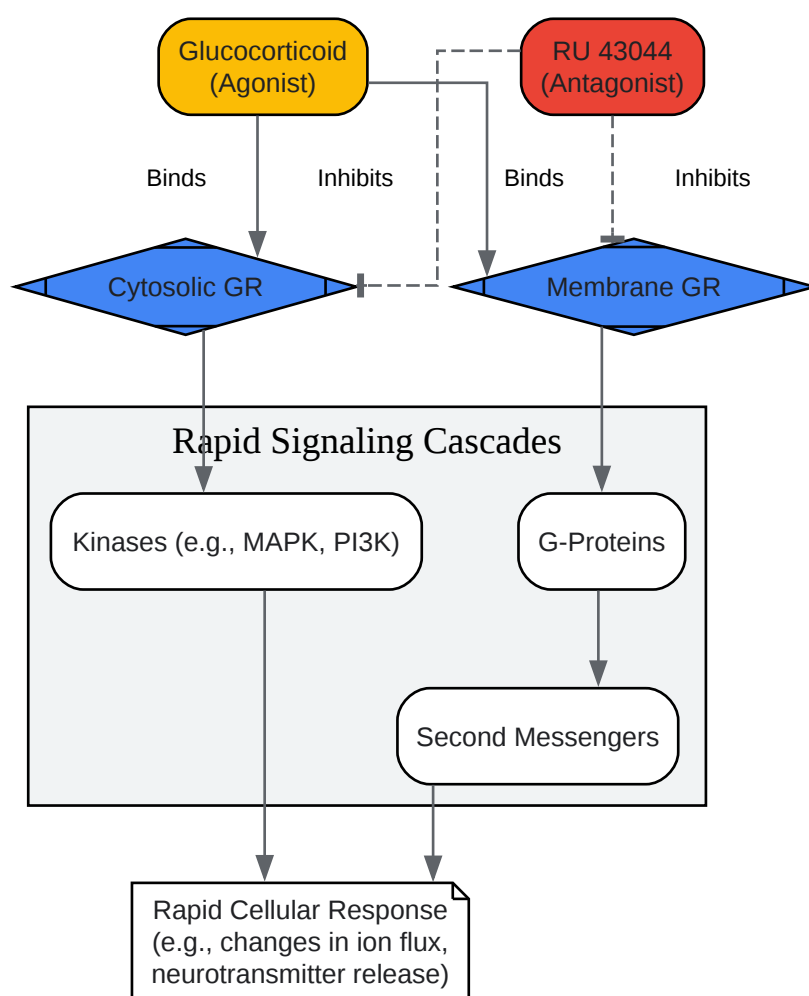 Glucocorticoid
(Agonist)
RU 43044
(Antagonist)
Binds
Inhibits
Binds
Inhibits
Cytosolic GR
Membrane GR
Rapid Signaling Cascades
Kinases (e.g., MAPK, PI3K)
G-Proteins
Second Messengers
Rapid Cellular Response
(e.g., changes in ion flux,
neurotransmitter release)